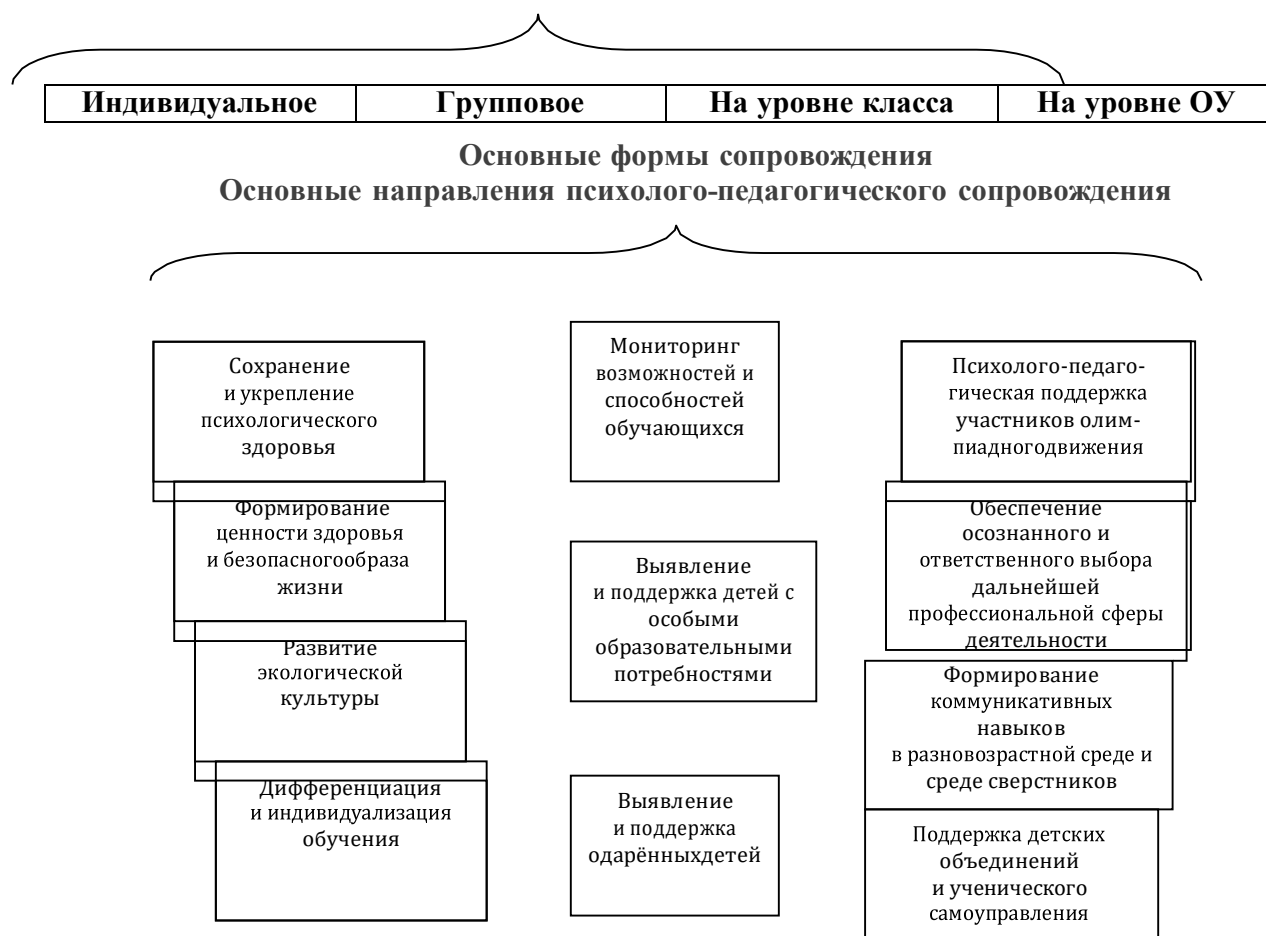 Индивидуальное Групповое На уровне класса На уровне ОУ
Основные формы сопровождения
Основные направления психолого-педагогического сопровождения
Сохранение
и укрепление
психологического
здоровья
Формирование
ценности здоровья
и безопасногообраза
жизни
Развитие
экологической
культуры
Дифференциация
и индивидуализация
обучения
Мониторинг
возможностей и
способностей
обучающихся
Выявление
и поддержка детей с
особыми
образовательными
потребностями
Выявление
и поддержка
одарённыхдетей
Психолого-педаго-
гическая поддержка
участников олим-
пиадногодвижения
Обеспечение
осознанного и
ответственного выбора
дальнейшей
профессиональной сферы
деятельности
Формирование
коммуникативных
навыков
в разновозрастной среде и
среде сверстников
Поддержка детских
объединений
и ученического
самоуправления